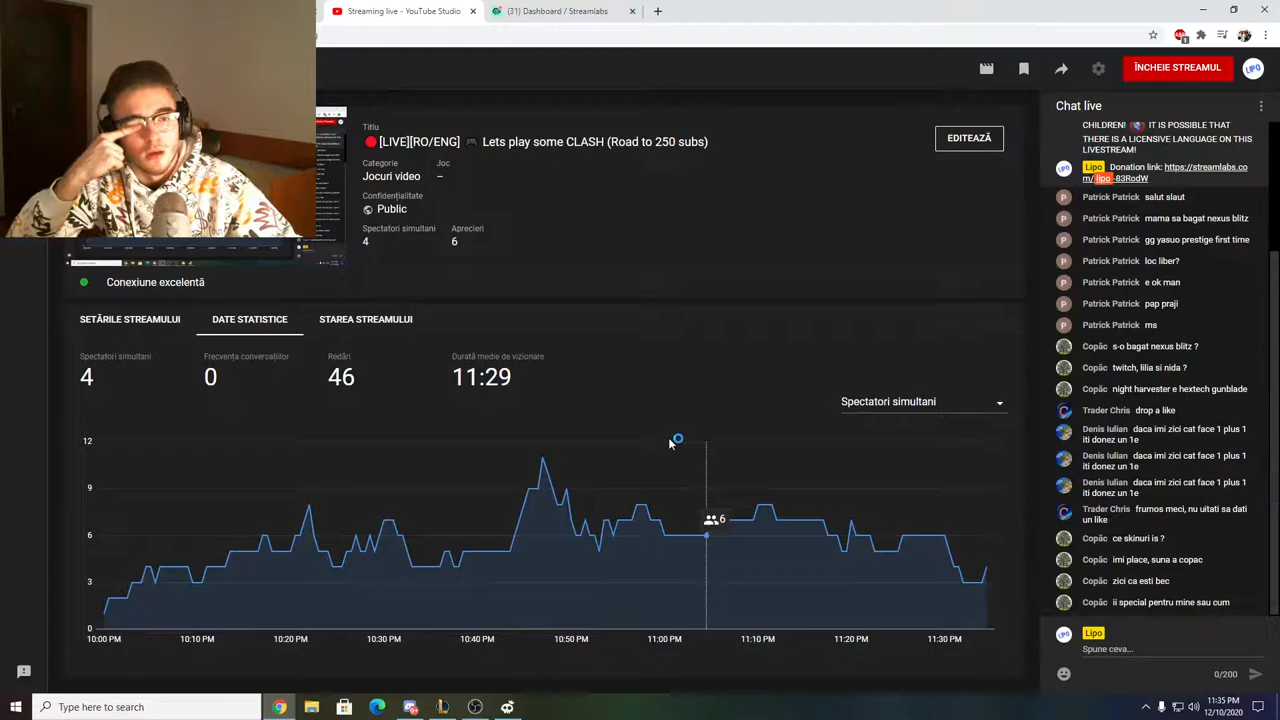 Streaming live - YouTube Studio
(31) Dashboard / Streamlabs
ÎNCHEIE STREAMUL
LIPO
Titlu
[LIVE][RO/ENG] 🎮 Lets play some CLASH (Road to 250 subs)
EDITEAZĂ
Categorie
Joc
Jocuri video
–
Confidențialitate
Public
Spectatori simultani
Aprecieri
4
6
Conexiune excelentă
SETĂRILE STREAMULUI
DATE STATISTICE
STAREA STREAMULUI
Spectatori simultani
Frecvența conversațiilor
Redări
Durată medie de vizionare
4
0
46
11:29
Spectatori simultani
12
9
6
3
0
6
10:00 PM
10:10 PM
10:20 PM
10:30 PM
10:40 PM
10:50 PM
11:00 PM
11:10 PM
11:20 PM
11:30 PM
Chat live
CHILDREN! IT IS POSSIBLE THAT
THERE IS A LICENSIVE LANGUAGE ON THIS
LIVESTREAM!
Lipo Donation link: https://streamlabs.co
m/lipo-83RodW
Patrick Patrick salut slaut
Patrick Patrick mama sa bagat nexus blitz
Patrick Patrick gg yasuo prestige first time
Patrick Patrick loc liber?
Patrick Patrick e ok man
Patrick Patrick pap praji
Patrick Patrick ms
Copăc s-o bagat nexus blitz ?
Copăc twitch, lilia si nida ?
Copăc night harvester e hextech gunblade
Trader Chris drop a like
Denis Iulian daca imi zici cat face 1 plus 1
iti donez un 1e
Denis Iulian daca imi zici cat face 1 plus 1
iti donez un 1e
Denis Iulian daca imi zici cat face 1 plus 1
iti donez un 1e
Trader Chris frumos meci, nu uitati sa dati
un like
Copăc ce skinuri is ?
Copăc imi place, suna a copac
Copăc zici ca esti bec
Copăc ii special pentru mine sau cum
Lipo
Spune ceva...
0/200
Type here to search
11:35 PM
12/10/2020